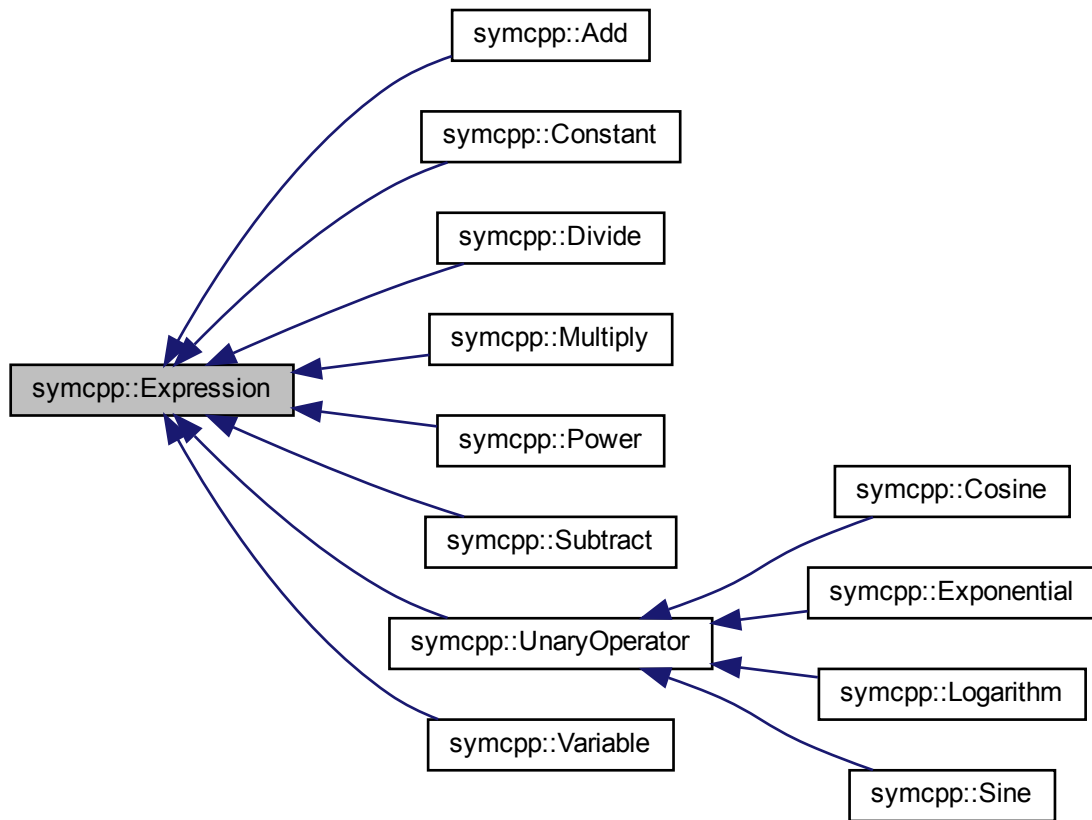 symcpp::Add
symcpp::Constant
symcpp::Divide
symcpp::Multiply
symcpp::Expression
symcpp::Power
symcpp::Cosine
symcpp::Subtract
symcpp::Exponential
symcpp::UnaryOperator
symcpp::Logarithm
symcpp::Variable
symcpp::Sine